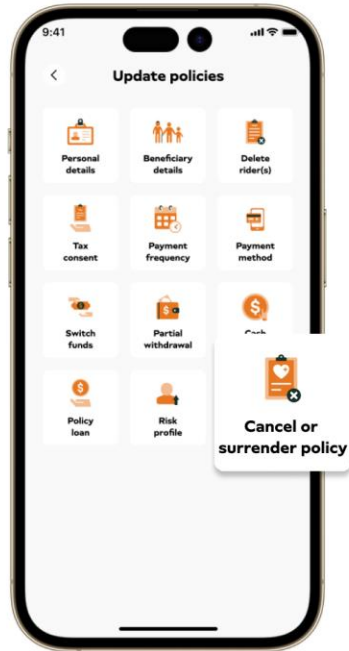 9:41
Update policies
Personal
details
Beneficiary
details
Delete
rider(s)
Tax
consent
Payment
frequency
Payment
method
Switch
funds
Partial
withdrawal
Cash
Policy
loan
Risk
profile
Cancel or
surrender policy